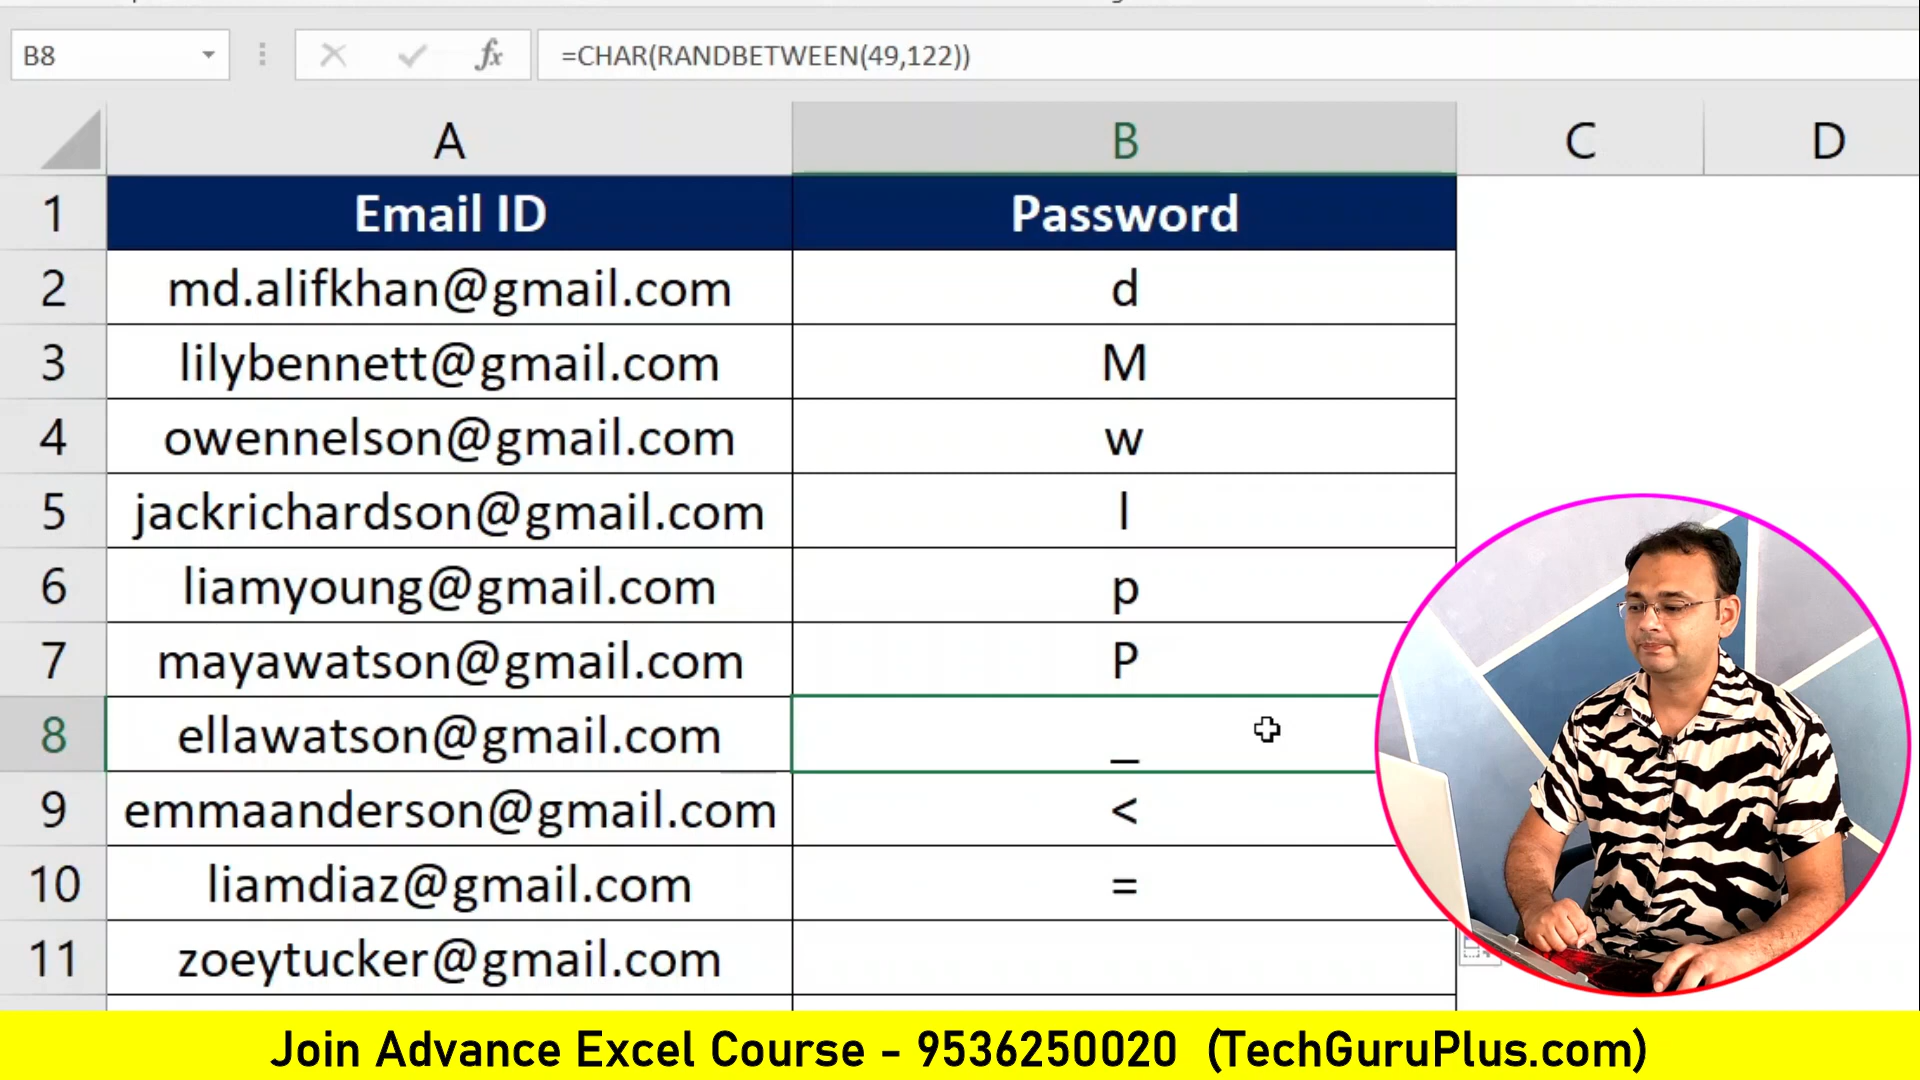 B8 fx =CHAR(RANDBETWEEN(49,122))
A B C D
1 Email ID Password
2 md.alifkhan@gmail.com d
3 lilybennett@gmail.com M
4 owennelson@gmail.com w
5 jackrichardson@gmail.com l
6 liamyoung@gmail.com p
7 mayawatson@gmail.com P
8 ellawatson@gmail.com _
9 emmaanderson@gmail.com <
10 liamdiaz@gmail.com =
11 zoeytucker@gmail.com
Join Advance Excel Course - 9536250020 (TechGuruPlus.com)